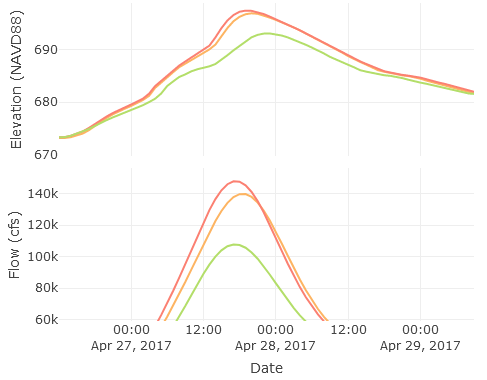 Elevation (NAVD88)
690
680
670
Flow (cfs)
140k
120k
100k
80k
60k
00:00 12:00 00:00 12:00 00:00
Apr 27, 2017 Apr 28, 2017 Apr 29, 2017
Date